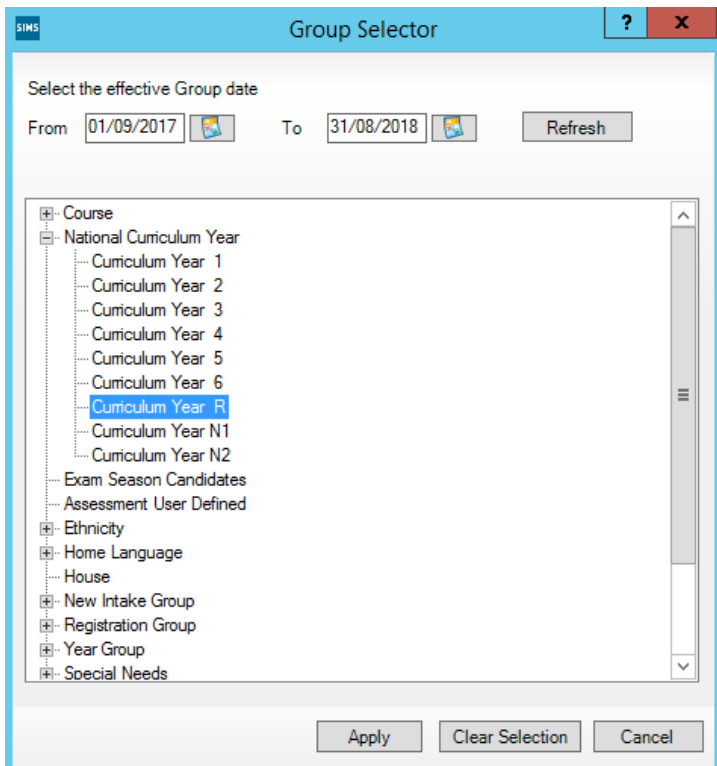 SIMS Group Selector ? x
Select the effective Group date
From 01/09/2017 To 31/08/2018 Refresh
Course
National Curriculum Year
Curriculum Year 1
Curriculum Year 2
Curriculum Year 3
Curriculum Year 4
Curriculum Year 5
Curriculum Year 6
Curriculum Year R
Curriculum Year N1
Curriculum Year N2
Exam Season Candidates
Assessment User Defined
Ethnicity
Home Language
House
New Intake Group
Registration Group
Year Group
Special Needs
Apply Clear Selection Cancel